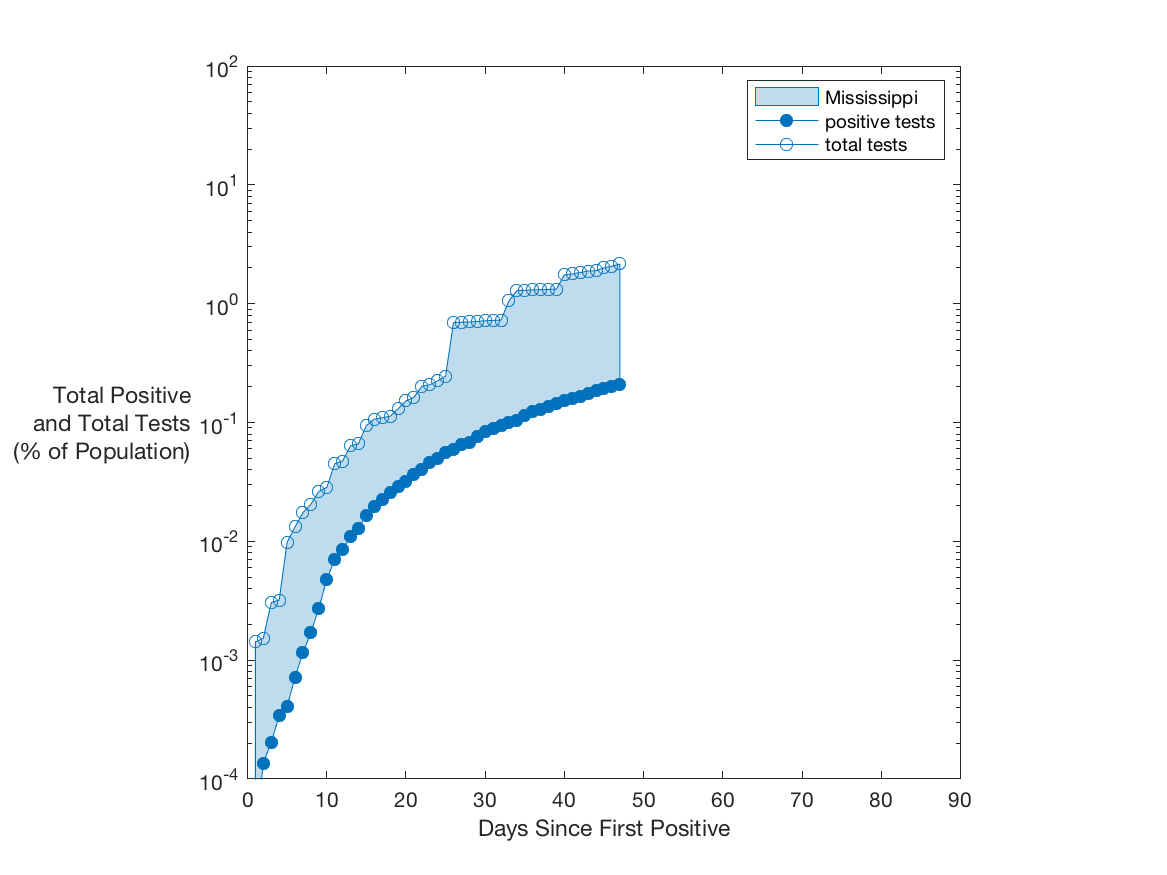 10^2
10^1
10^0
10^-1
10^-2
10^-3
10^-4
Total Positive
and Total Tests
(% of Population)
Mississippi
positive tests
total tests
0 10 20 30 40 50 60 70 80 90
Days Since First Positive